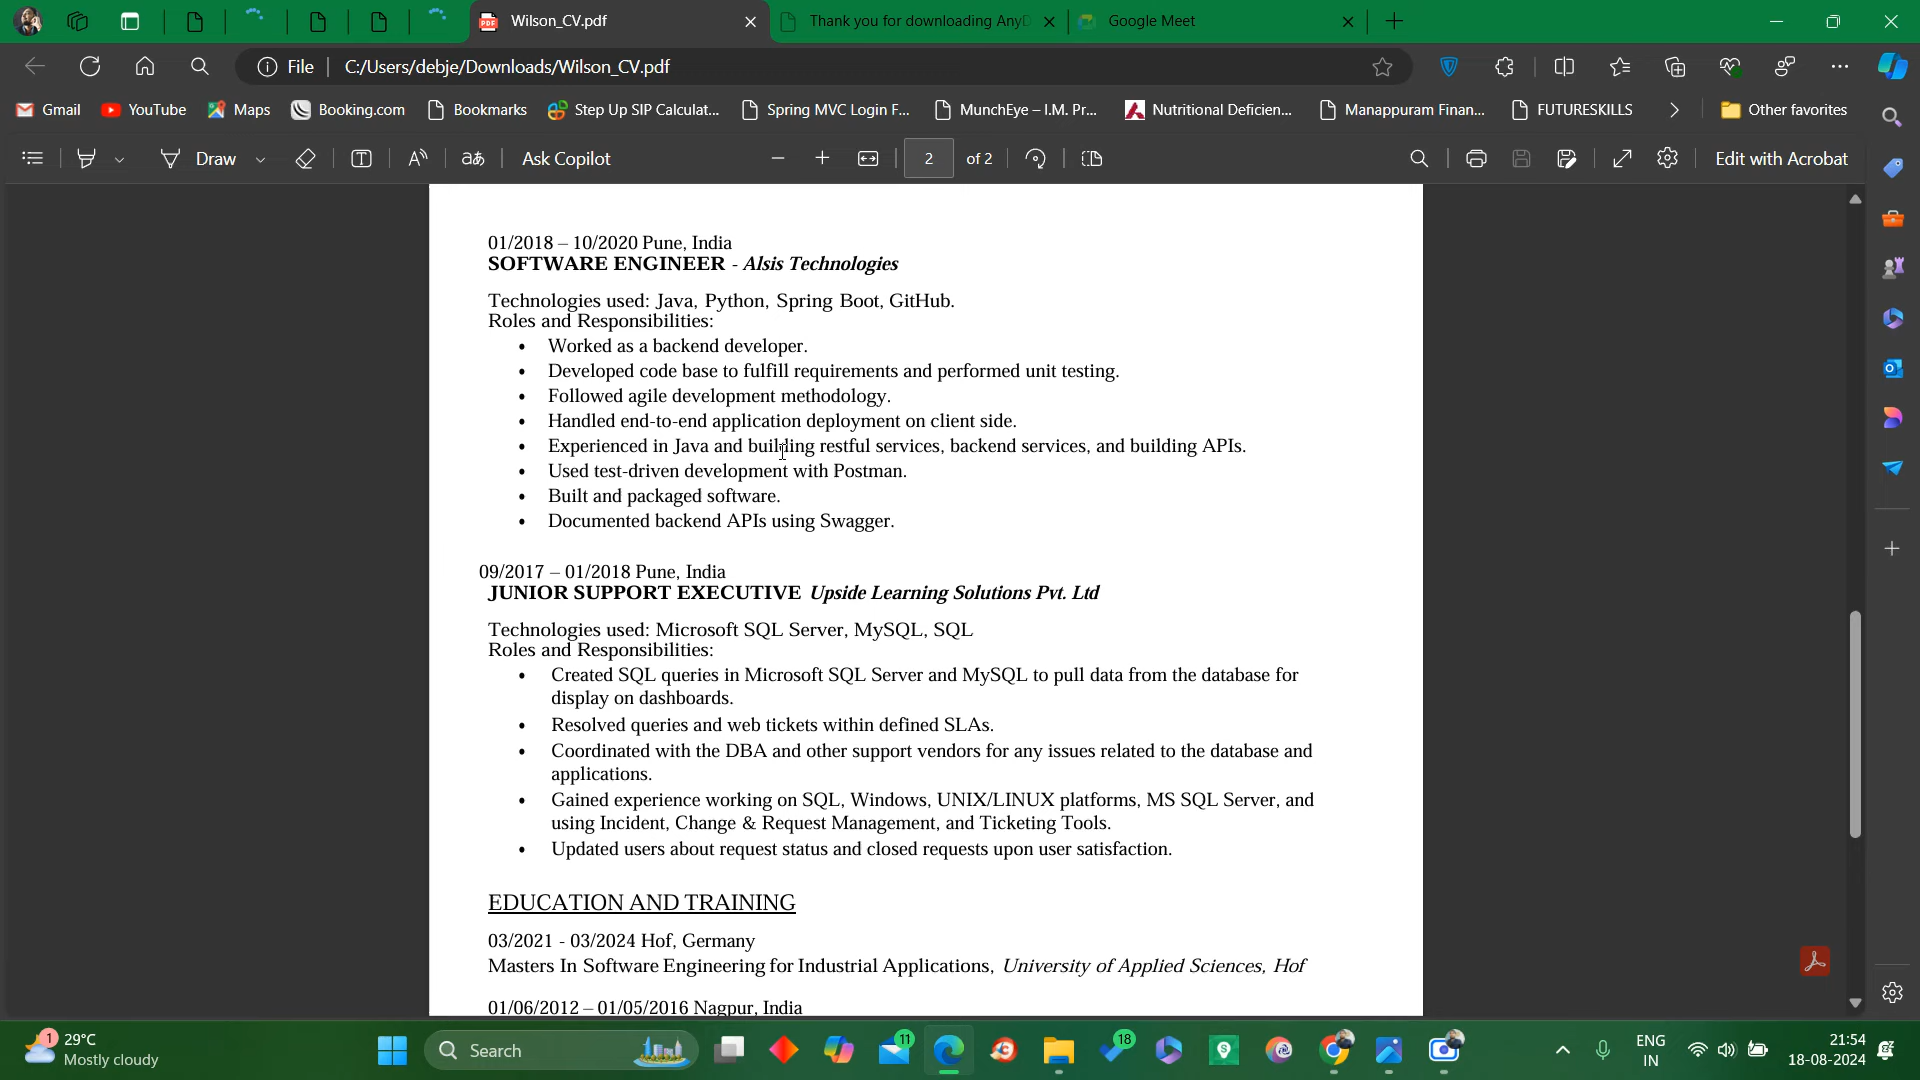 Wilson_CV.pdf
Thank you for downloading AnyD
Google Meet
File
C:/Users/debje/Downloads/Wilson_CV.pdf
Gmail
YouTube
Maps
Booking.com
Bookmarks
Step Up SIP Calculat...
Spring MVC Login F...
MunchEye – I.M. Pr...
Nutritional Deficien...
Manappuram Finan...
FUTURESKILLS
Other favorites
Draw
aあ
Ask Copilot
2 of 2
Edit with Acrobat
01/2018 – 10/2020 Pune, India
SOFTWARE ENGINEER - Alsis Technologies
Technologies used: Java, Python, Spring Boot, GitHub.
Roles and Responsibilities:
• Worked as a backend developer.
• Developed code base to fulfill requirements and performed unit testing.
• Followed agile development methodology.
• Handled end-to-end application deployment on client side.
• Experienced in Java and building restful services, backend services, and building APIs.
• Used test-driven development with Postman.
• Built and packaged software.
• Documented backend APIs using Swagger.
09/2017 – 01/2018 Pune, India
JUNIOR SUPPORT EXECUTIVE Upside Learning Solutions Pvt. Ltd
Technologies used: Microsoft SQL Server, MySQL, SQL
Roles and Responsibilities:
• Created SQL queries in Microsoft SQL Server and MySQL to pull data from the database for
display on dashboards.
• Resolved queries and web tickets within defined SLAs.
• Coordinated with the DBA and other support vendors for any issues related to the database and
applications.
• Gained experience working on SQL, Windows, UNIX/LINUX platforms, MS SQL Server, and
using Incident, Change & Request Management, and Ticketing Tools.
• Updated users about request status and closed requests upon user satisfaction.
EDUCATION AND TRAINING
03/2021 - 03/2024 Hof, Germany
Masters In Software Engineering for Industrial Applications, University of Applied Sciences, Hof
01/06/2012 – 01/05/2016 Nagpur, India
1
29°C
Mostly cloudy
Search
11
18
ENG
IN
21:54
18-08-2024